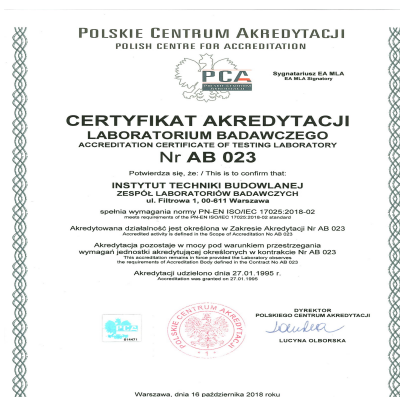 POLSKIE CENTRUM AKREDYTACJI
POLISH CENTRE FOR ACCREDITATION
PCA
Sygnatariusz EA MLA
EA MLA Signatory
CERTYFIKAT AKREDYTACJI
LABORATORIUM BADAWCZEGO
ACCREDITATION CERTIFICATE OF TESTING LABORATORY
Nr AB 023
Potwierdza się, że: / This is to confirm that:
INSTYTUT TECHNIKI BUDOWLANEJ
ZESPÓŁ LABORATORIÓW BADAWCZYCH
ul. Filtrowa 1, 00-611 Warszawa
spełnia wymagania normy PN-EN ISO/IEC 17025:2018-02
meets requirements of the PN-EN ISO/IEC 17025:2018-02 standard
Akredytowana działalność jest określona w Zakresie Akredytacji Nr AB 023
Accredited activity is defined in the Scope of Accreditation No AB 023
Akredytacja pozostaje w mocy pod warunkiem przestrzegania
wymagań jednostki akredytującej określonych w kontrakcie Nr AB 023
This accreditation remains in force provided the Laboratory observes
the requirements of Accreditation Body defined in the Contract No AB 023
Akredytacji udzielono dnia 27.01.1995 r.
Accreditation was granted on 27.01.1995
POLSKIE CENTRUM AKREDYTACJI
1
DYREKTOR
POLSKIEGO CENTRUM AKREDYTACJI
LUCYNA OLBORSKA
Warszawa, dnia 16 października 2018 roku